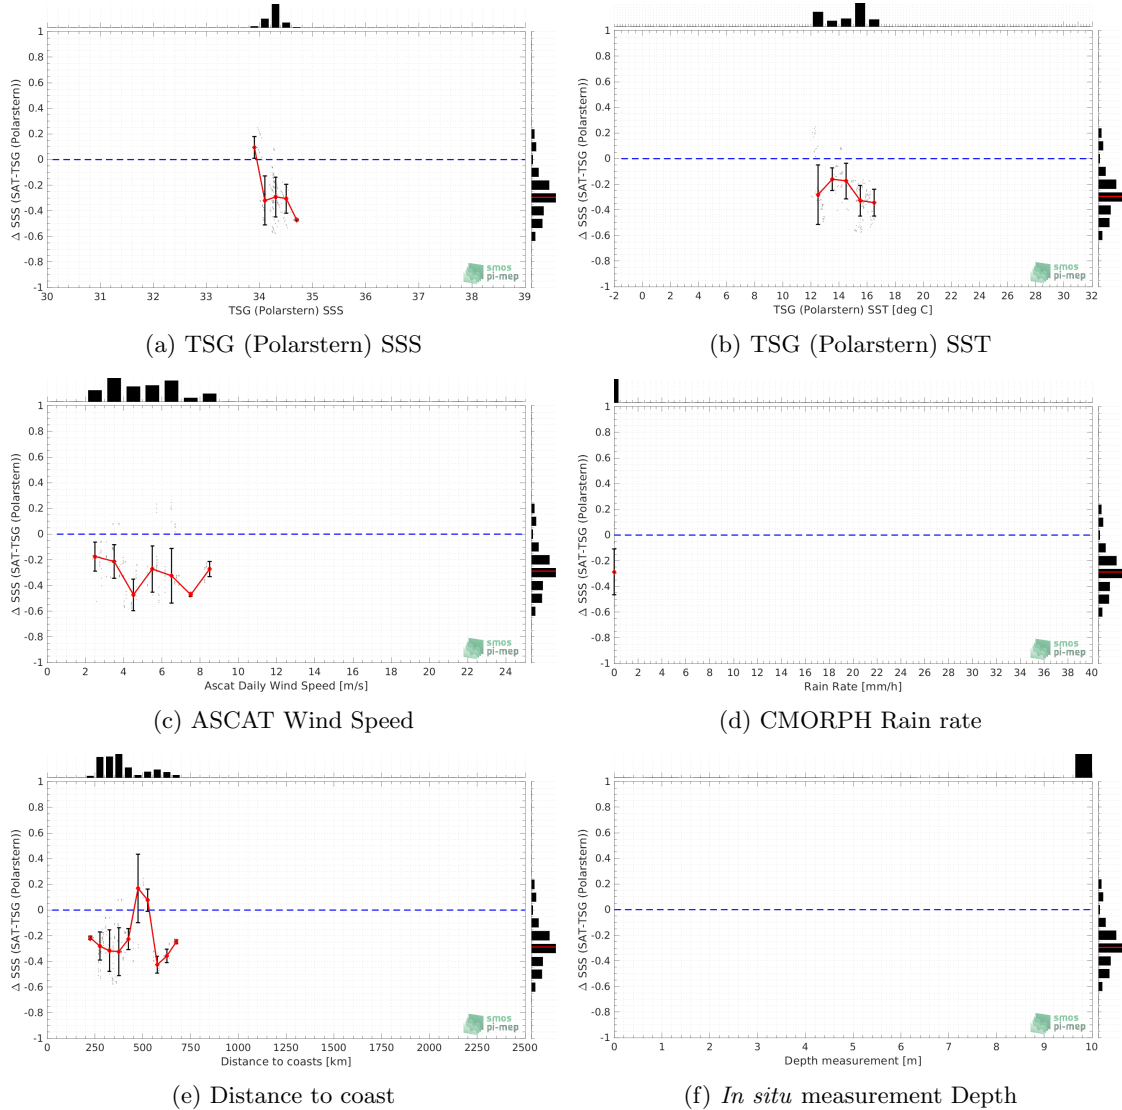 1
0.8
0.6
0.4
0.2
0
-0.2
-0.4
-0.6
-0.8
-1
Δ SSS (SAT-TSG (Polarstern))
30 31 32 33 34 35 36 37 38 39
TSG (Polarstern) SSS
smos
pi-mep
(a) TSG (Polarstern) SSS
1
0.8
0.6
0.4
0.2
0
-0.2
-0.4
-0.6
-0.8
-1
Δ SSS (SAT-TSG (Polarstern))
-2 0 2 4 6 8 10 12 14 16 18 20 22 24 26 28 30 32
TSG (Polarstern) SST [deg C]
smos
pi-mep
(b) TSG (Polarstern) SST
1
0.8
0.6
0.4
0.2
0
-0.2
-0.4
-0.6
-0.8
-1
Δ SSS (SAT-TSG (Polarstern))
0 2 4 6 8 10 12 14 16 18 20 22 24
Ascat Daily Wind Speed [m/s]
smos
pi-mep
(c) ASCAT Wind Speed
1
0.8
0.6
0.4
0.2
0
-0.2
-0.4
-0.6
-0.8
-1
Δ SSS (SAT-TSG (Polarstern))
0 2 4 6 8 10 12 14 16 18 20 22 24 26 28 30 32 34 36 38 40
Rain Rate [mm/h]
smos
pi-mep
(d) CMORPH Rain rate
1
0.8
0.6
0.4
0.2
0
-0.2
-0.4
-0.6
-0.8
-1
Δ SSS (SAT-TSG (Polarstern))
0 250 500 750 1000 1250 1500 1750 2000 2250 2500
Distance to coasts [km]
smos
pi-mep
(e) Distance to coast
1
0.8
0.6
0.4
0.2
0
-0.2
-0.4
-0.6
-0.8
-1
Δ SSS (SAT-TSG (Polarstern))
0 1 2 3 4 5 6 7 8 9 10
Depth measurement [m]
smos
pi-mep
(f) In situ measurement Depth